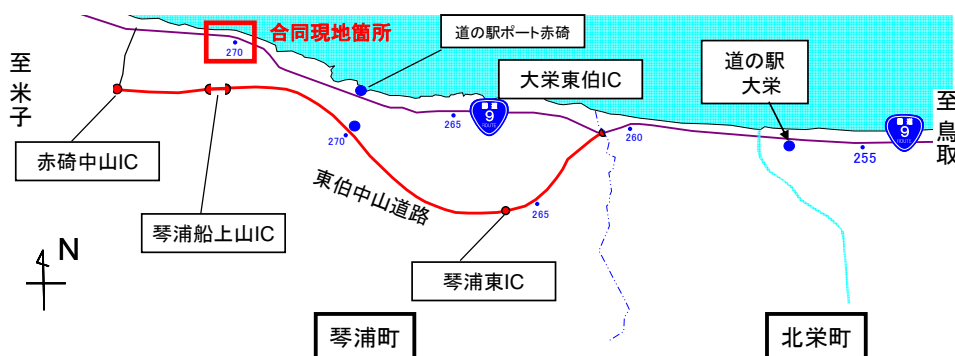 合同現地箇所
270
道の駅ポート赤碕
至米子
大栄東伯IC
道の駅
大栄
至鳥取
9
ROUTE
265
260
9
ROUTE
255
赤碕中山IC
270
東伯中山道路
265
琴浦船上山IC
N
琴浦東IC
琴浦町
北栄町